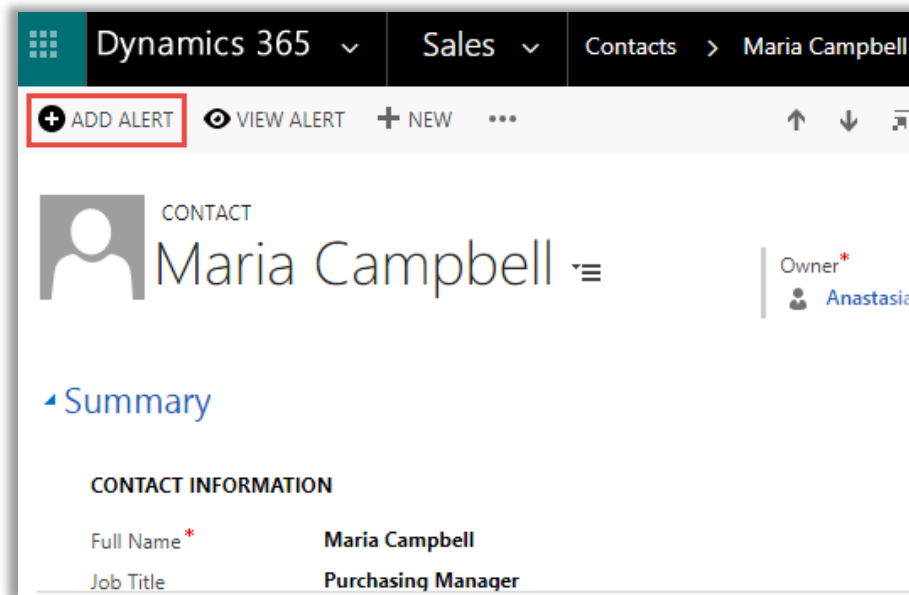 Dynamics 365 Sales Contacts > Maria Campbell
ADD ALERT VIEW ALERT + NEW •••
CONTACT
Maria Campbell
Owner*
Anastasia
Summary
CONTACT INFORMATION
Full Name* Maria Campbell
Job Title Purchasing Manager